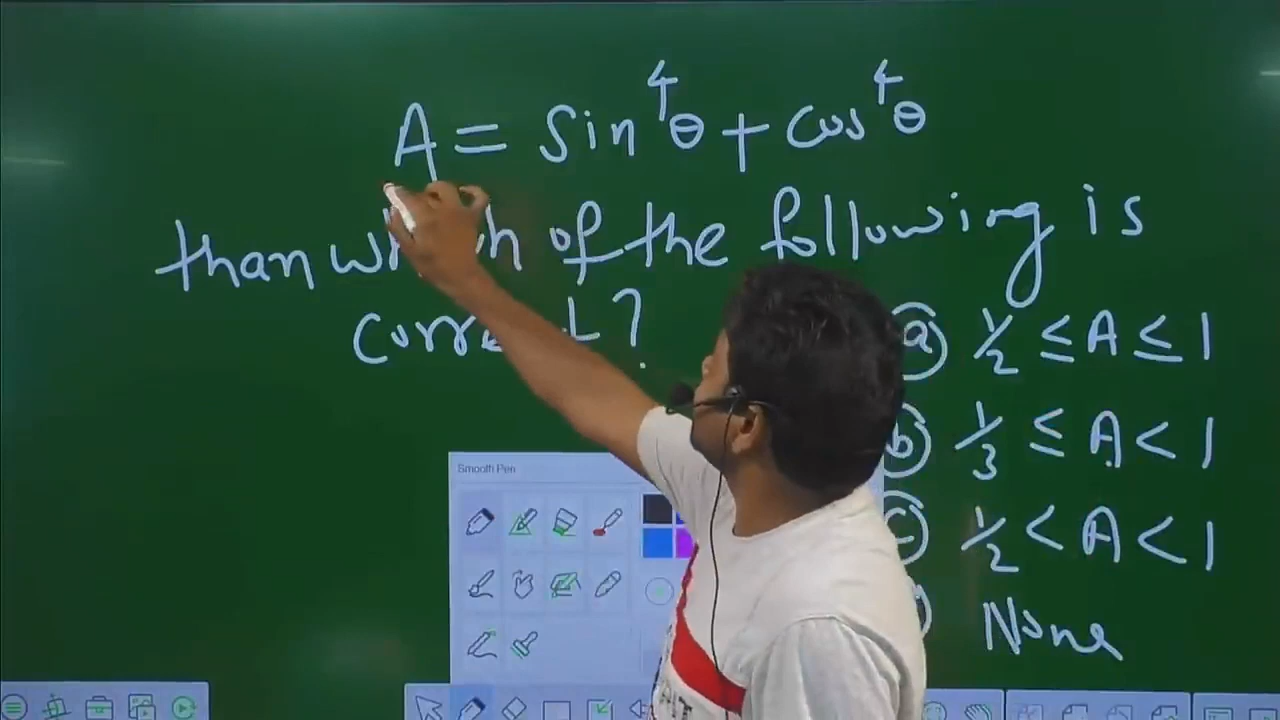 A = Sin⁴θ + cos⁴θ
than of the following is
?
(a) 1/2 ≤ A ≤ 1
(b) 1/3 ≤ A < 1
(c) 1/2 < A < 1
None
Smooth Pen